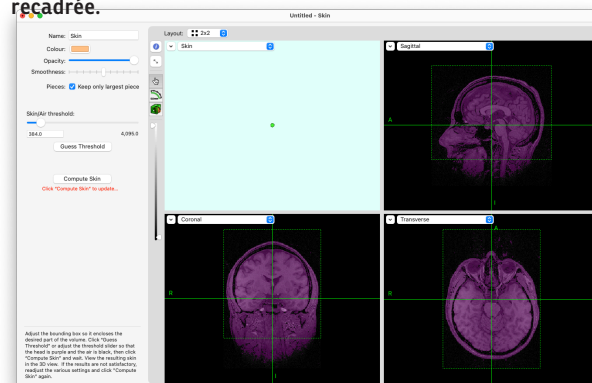 recadrée.
Untitled - Skin
Name: Skin
Colour:
Opacity:
Smoothness:
Pieces: Keep only largest piece
Skin/Air threshold:
384.0 4,095.0
Guess Threshold
Compute Skin
Click "Compute Skin" to update...
Adjust the bounding box so it encloses the
desired part of the volume. Click "Guess
Threshold" or adjust the threshold slider so that
the head is purple and the air is black, then click
"Compute Skin" and wait. View the resulting skin
in the 3D view. If the results are not satisfactory,
readjust the various settings and click "Compute
Skin" again.
Layout: 2x2
Skin
Sagittal
A
I
Coronal
R
I
Transverse
A
R